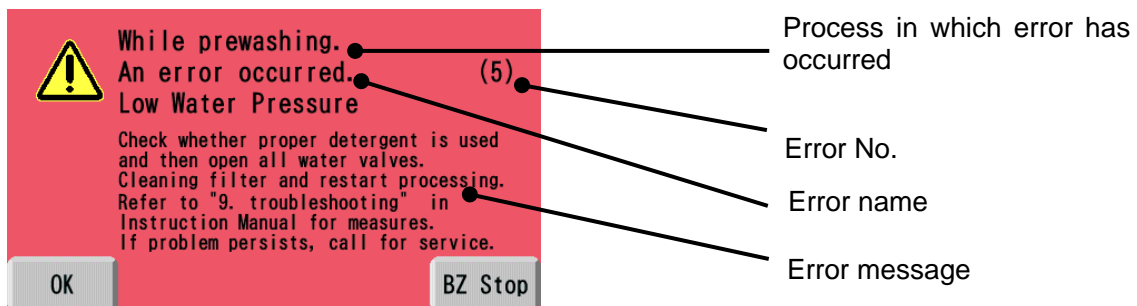 While prewashing.
An error occurred. (5)
Low Water Pressure
Check whether proper detergent is used
and then open all water valves.
Cleaning filter and restart processing.
Refer to "9. troubleshooting" in
Instruction Manual for measures.
If problem persists, call for service.
OK
BZ Stop
Process in which error has
occurred
Error No.
Error name
Error message